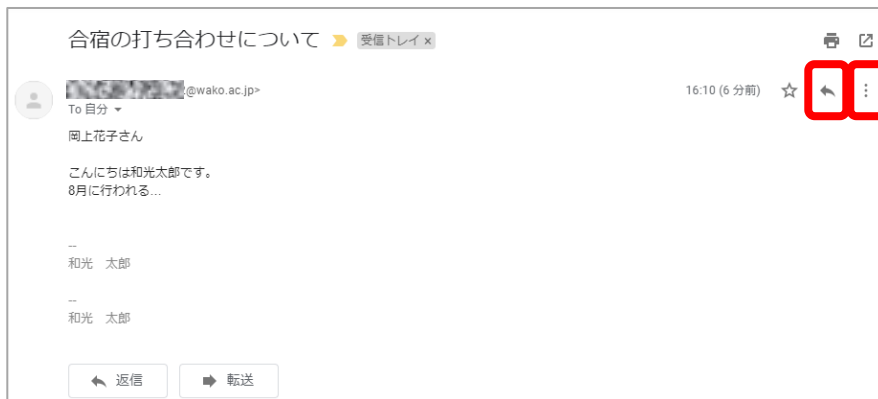 合宿の打ち合わせについて 受信トレイ ×
@wako.ac.jp> 16:10 (6 分前)
To 自分
岡上花子さん
こんにちは和光太郎です。
8月に行われる...
--
和光 太郎
--
和光 太郎
返信 転送